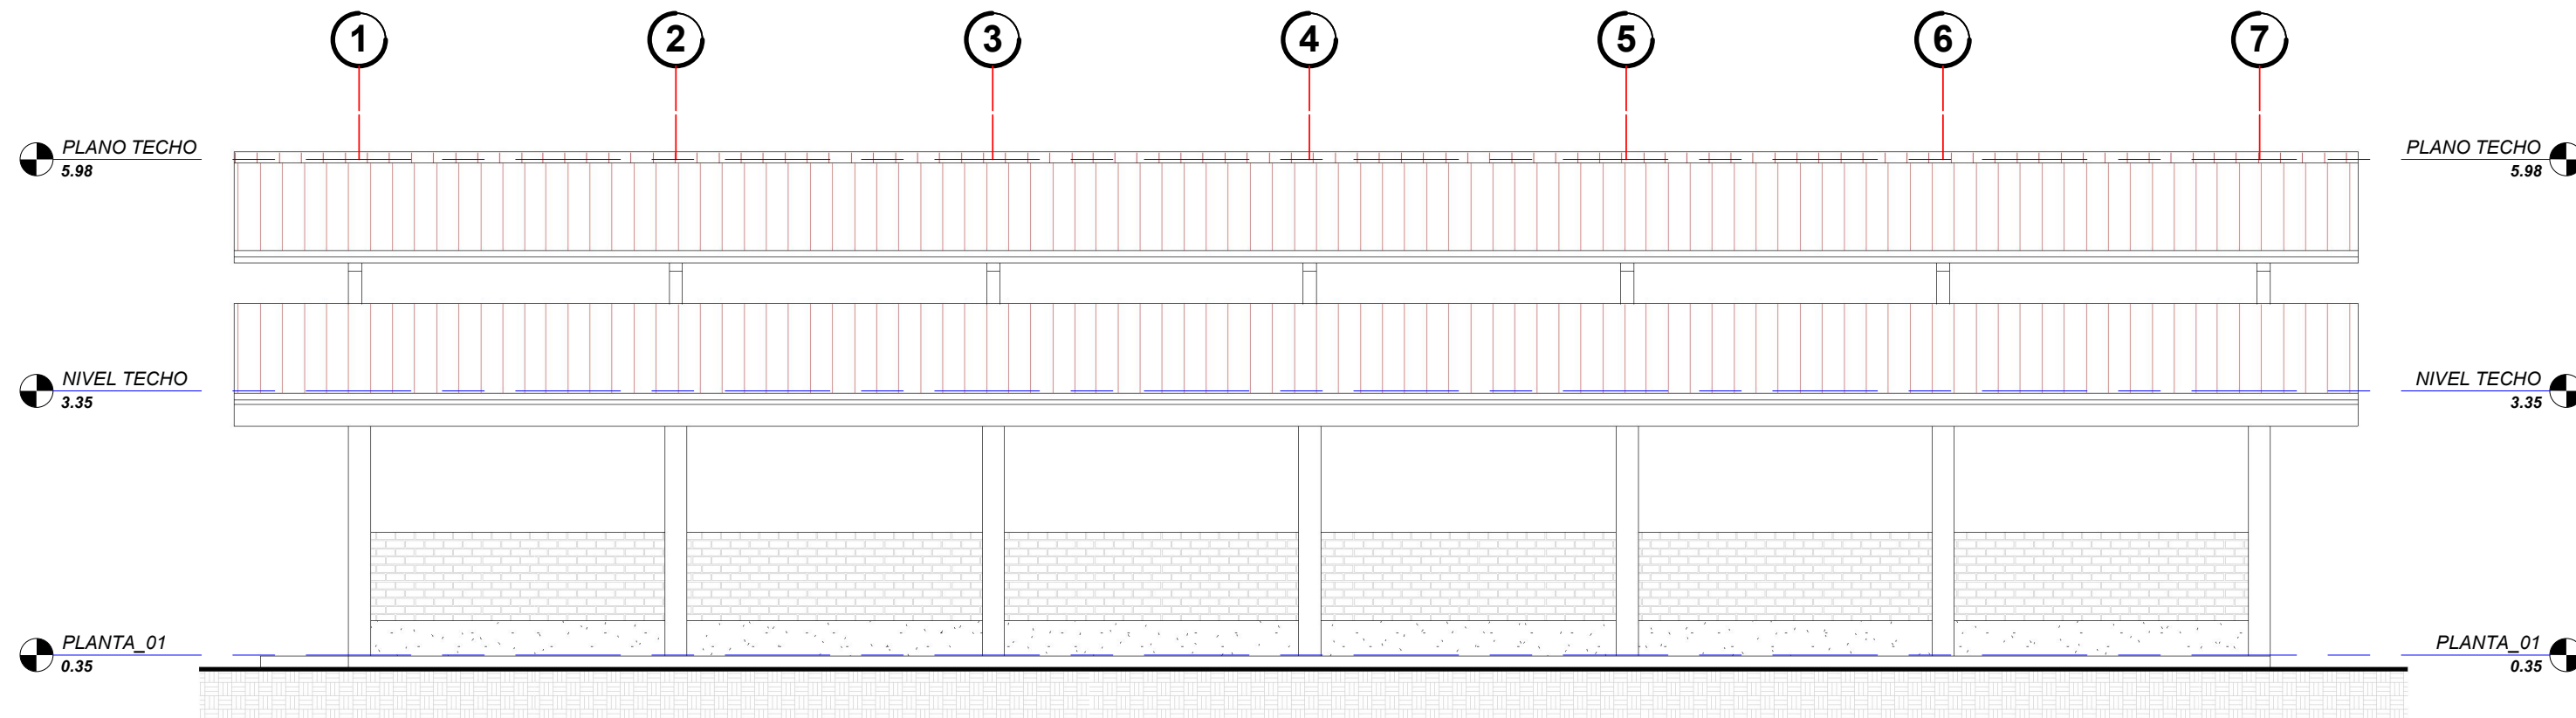 1 2 3 4 5 6 7
PLANO TECHO PLANO TECHO
5.98 5.98
NIVEL TECHO NIVEL TECHO
3.35 3.35
PLANTA_01 PLANTA_01
0.35 0.35